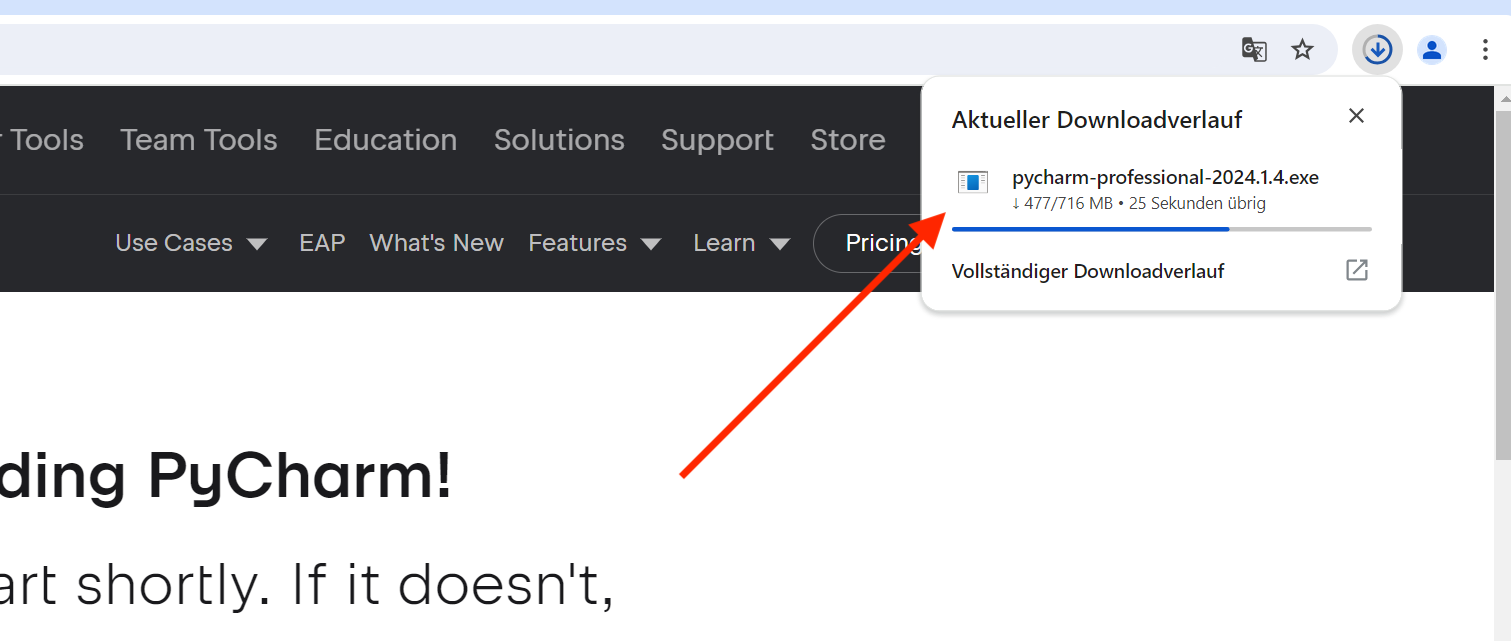 Tools Team Tools Education Solutions Support Store
Aktueller Downloadverlauf
pycharm-professional-2024.1.4.exe
↓ 477/716 MB • 25 Sekunden übrig
Vollständiger Downloadverlauf
Use Cases EAP What's New Features Learn Pricing
ding PyCharm!
art shortly. If it doesn't,